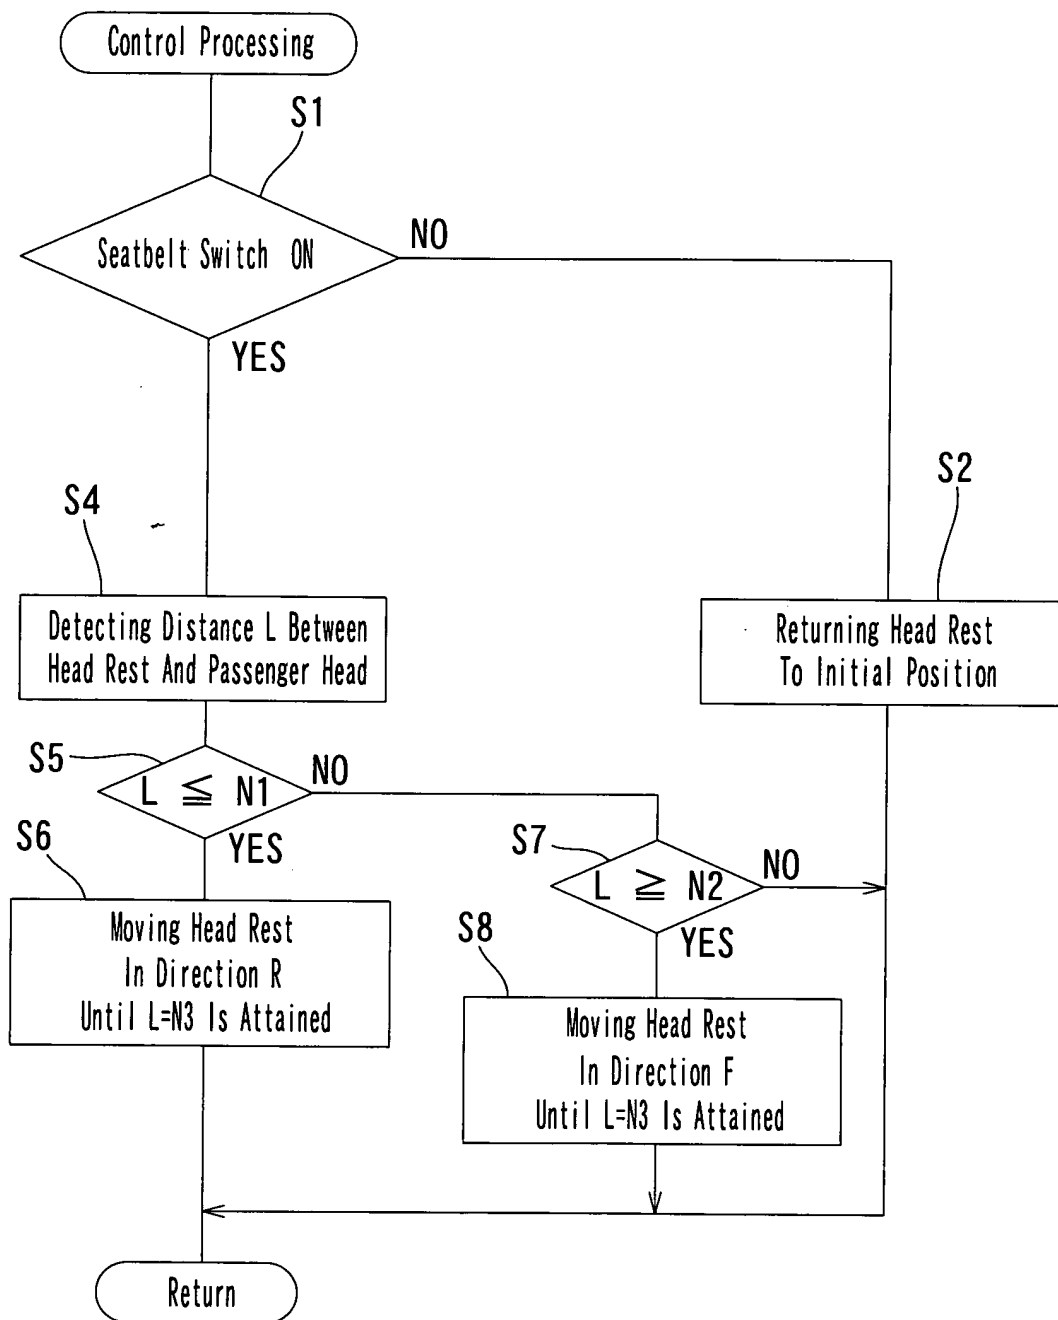 Control Processing
S1
Seatbelt Switch ON
NO
YES
S2
S4
Detecting Distance L Between
Head Rest And Passenger Head
Returning Head Rest
To Initial Position
S5
L ≦ N1
NO
YES
S6
S7
L ≧ N2
NO
YES
Moving Head Rest
In Direction R
Until L=N3 Is Attained
S8
Moving Head Rest
In Direction F
Until L=N3 Is Attained
Return